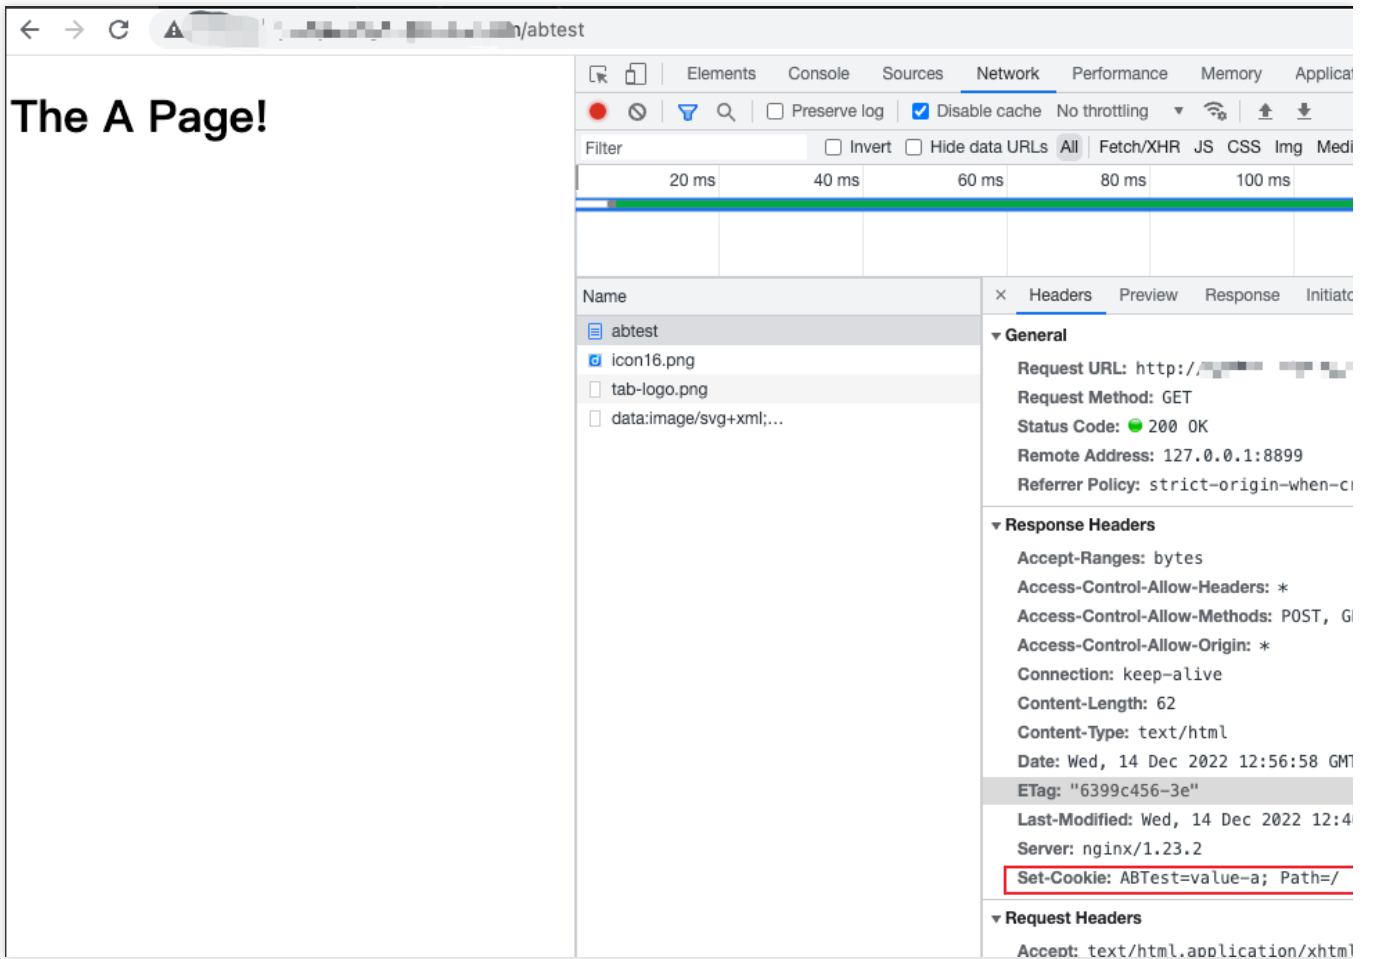 /abtest
The A Page!
Elements Console Sources Network Performance Memory
Preserve log Disable cache No throttling
Filter Invert Hide data URLs All Fetch/XHR JS CSS Img
20 ms 40 ms 60 ms 80 ms 100 ms
Name
abtest
icon16.png
tab-logo.png
data:image/svg+xml;...
× Headers Preview Response
General
Request URL: http:/
Request Method: GET
Status Code: 200 OK
Remote Address: 127.0.0.1:8899
Referrer Policy: strict-origin-when-cr
Response Headers
Accept-Ranges: bytes
Access-Control-Allow-Headers: *
Access-Control-Allow-Methods: POST,
Access-Control-Allow-Origin: *
Connection: keep-alive
Content-Length: 62
Content-Type: text/html
Date: Wed, 14 Dec 2022 12:56:58 GMT
ETag: "6399c456-3e"
Last-Modified: Wed, 14 Dec 2022 12:4
Server: nginx/1.23.2
Set-Cookie: ABTest=value-a; Path=/
Request Headers
Accept: text/html,application/xhtml